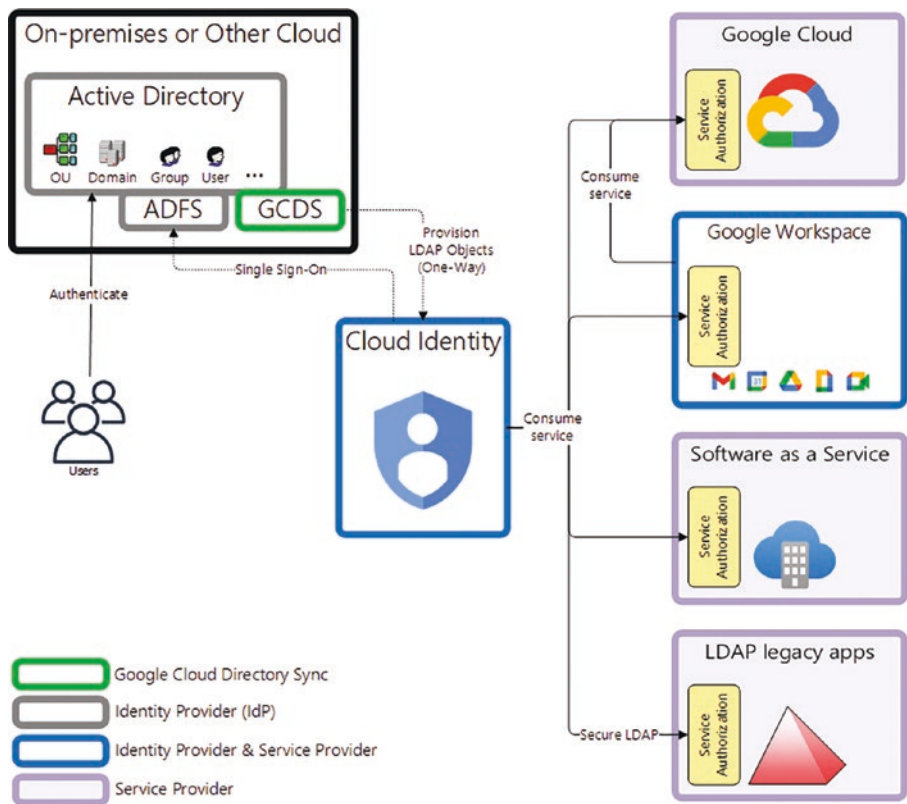 On-premises or Other Cloud
Active Directory
OU
Domain
Group
User
...
ADFS
GCDS
Provision
LDAP Objects
(One-Way)
Single Sign-On
Authenticate
Users
Cloud Identity
Consume
service
Consume
service
Google Cloud
Service
Authorization
Google Workspace
Service
Authorization
31
Software as a Service
Service
Authorization
LDAP legacy apps
Secure LDAP
Service
Authorization
Google Cloud Directory Sync
Identity Provider (IdP)
Identity Provider & Service Provider
Service Provider